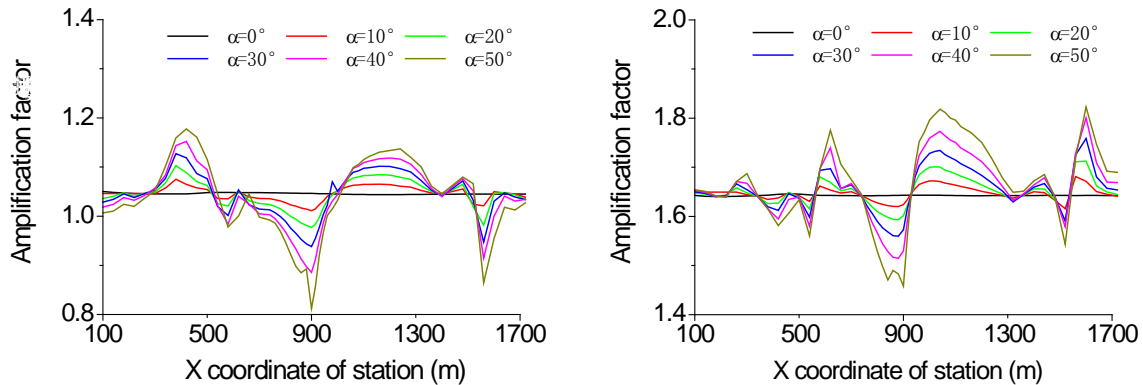 1.4
1.2
1.0
0.8
Amplification factor
α=0° α=10° α=20°
α=30° α=40° α=50°
100 500 900 1300 1700
X coordinate of station (m)
2.0
1.8
1.6
1.4
Amplification factor
α=0° α=10° α=20°
α=30° α=40° α=50°
100 500 900 1300 1700
X coordinate of station (m)